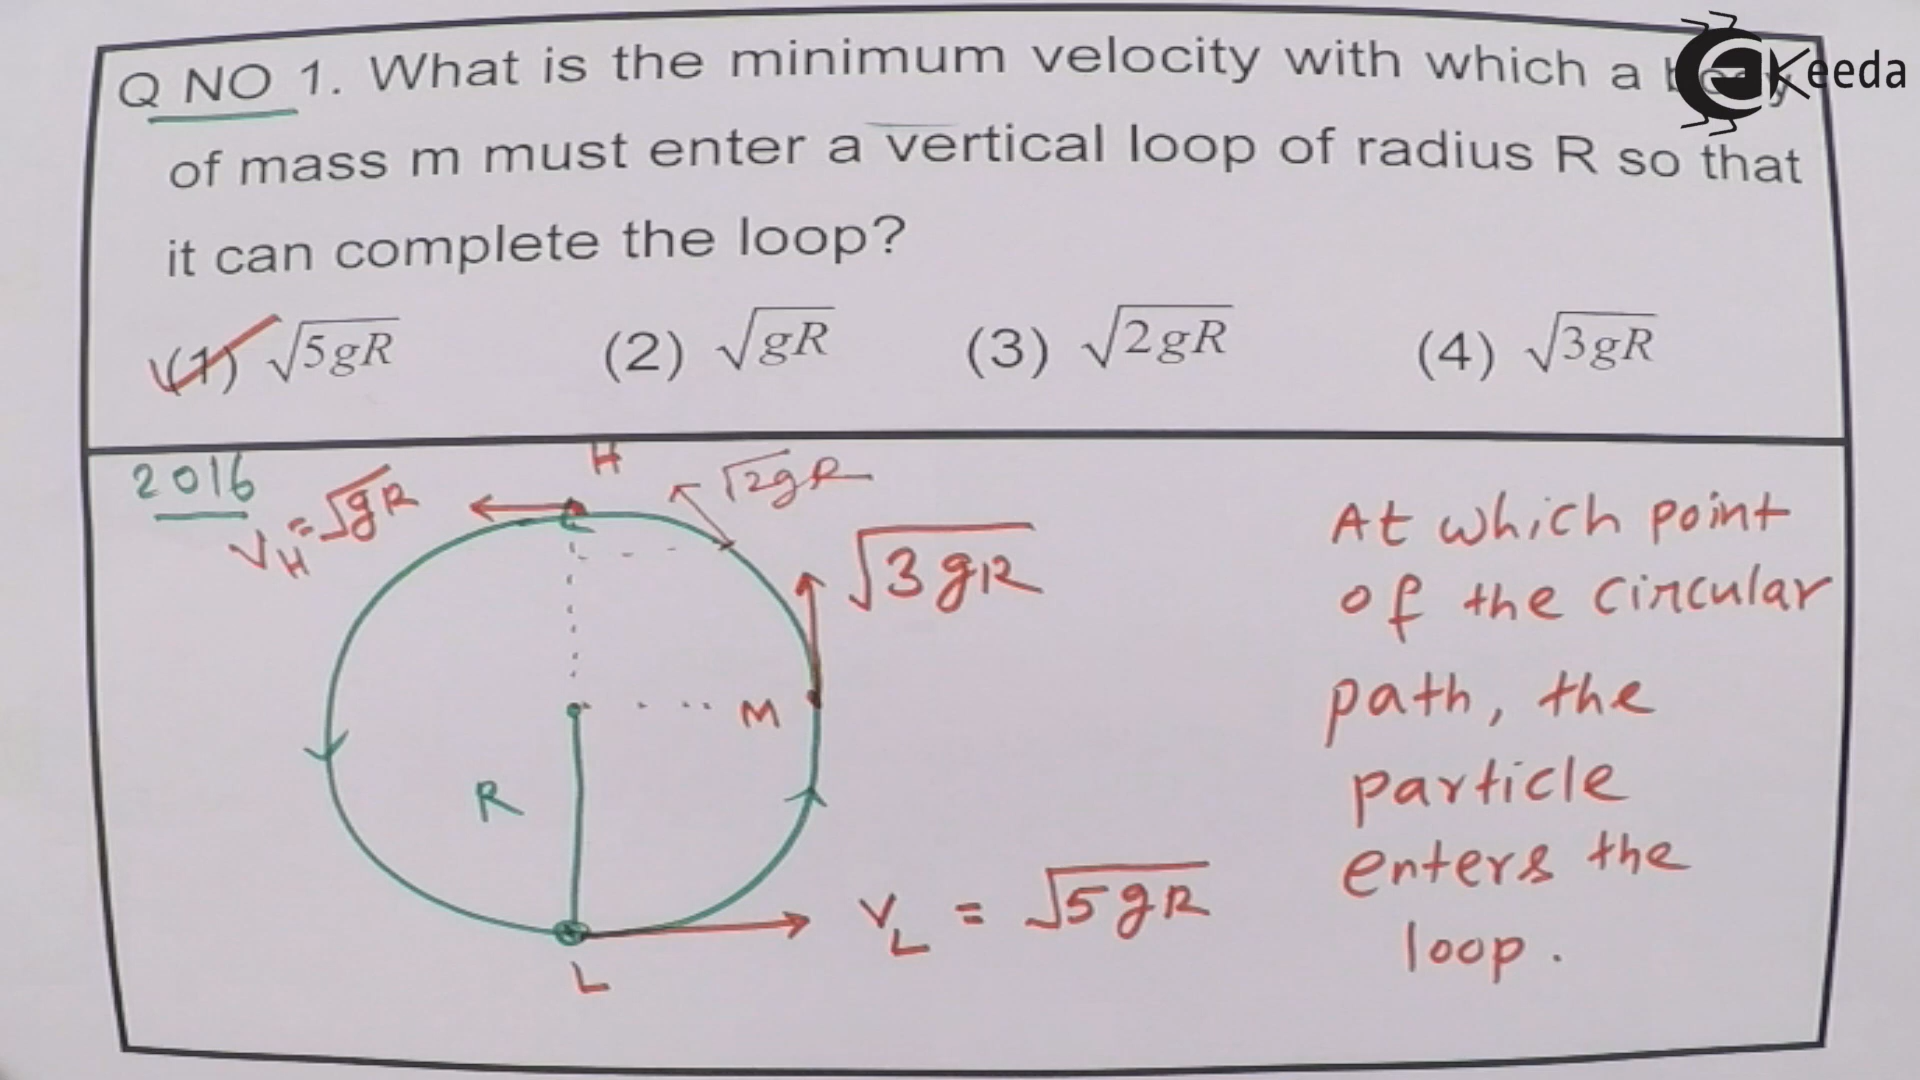 Q NO 1. What is the minimum velocity with which a body
of mass m must enter a vertical loop of radius R so that
it can complete the loop?
(1) √5gR (2) √gR (3) √2gR (4) √3gR
eKeeda
2016
H
V_H = √gR
√2gR
√3gR
M
R
V_L = √5gR
L
At which point
of the circular
path, the
particle
enters the
loop.